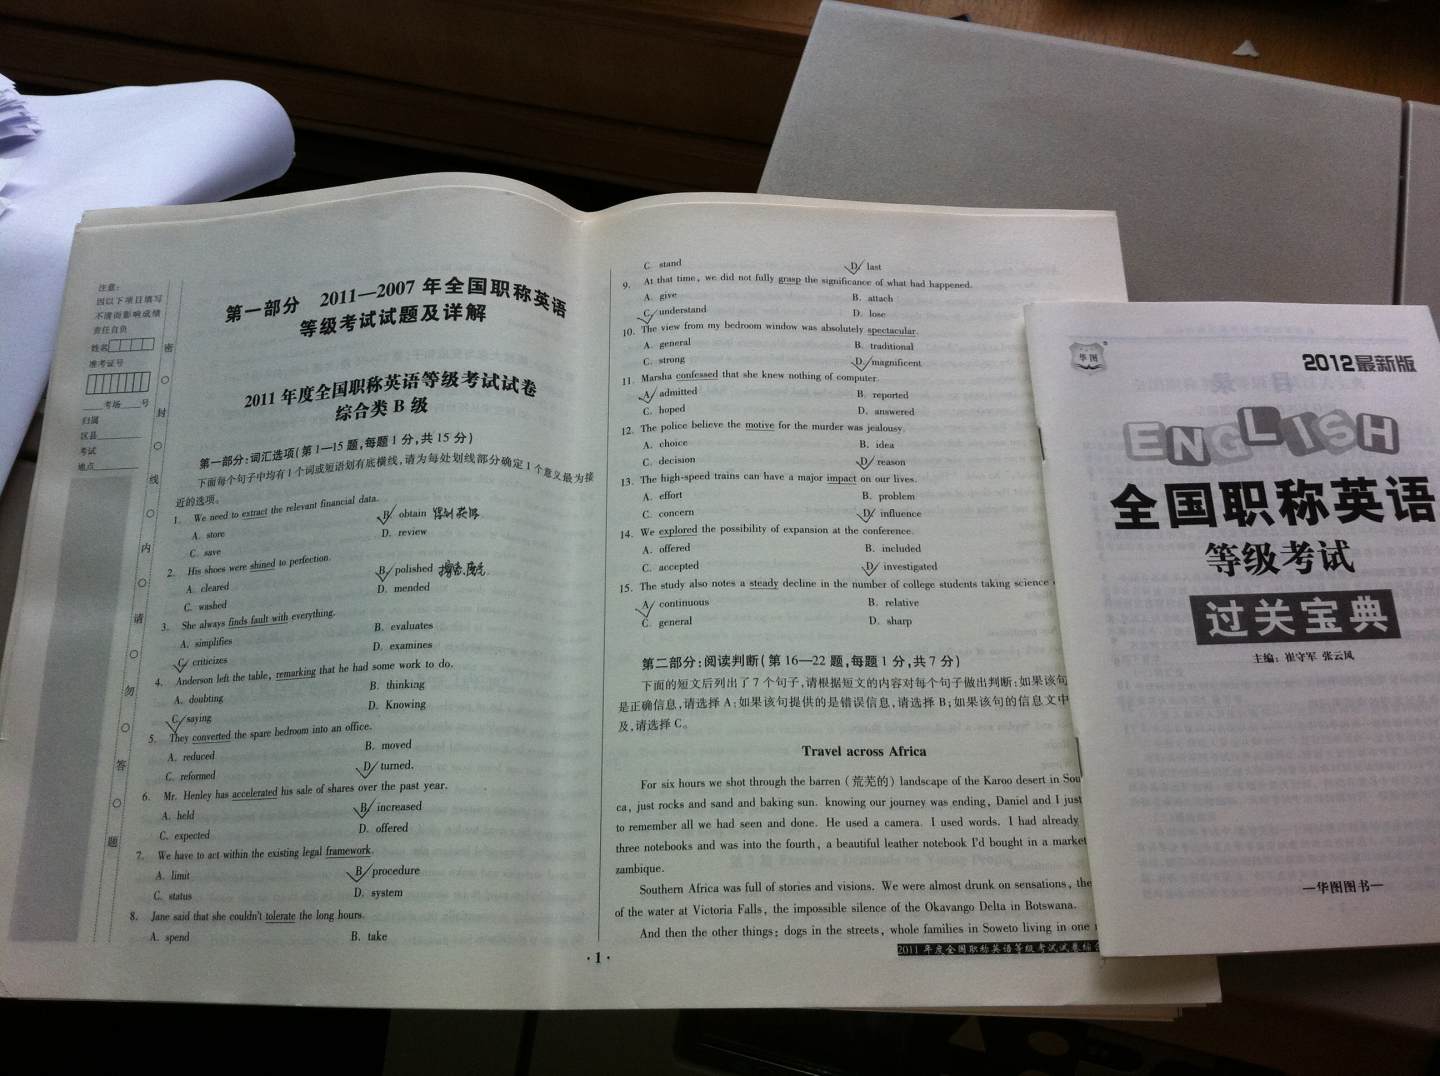 注意:
因以下项目填写
不清而影响成绩
责任自负
姓名
准考证号
考场 号
归属
区县
考试
地点
密
封
线
内
请
勿
答
题
第一部分 2011—2007 年全国职称英语
等级考试试题及详解
2011 年度全国职称英语等级考试试卷
综合类 B 级
第一部分:词汇选项(第 1—15 题,每题 1 分,共 15 分)
下面每个句子中均有 1 个词或短语划有底横线,请为每处划线部分确定 1 个意义最为接
近的选项。
1. We need to extract the relevant financial data.
A. store B. obtain 得到 获得
C. save D. review
2. His shoes were shined to perfection.
A. cleared B. polished
C. washed D. mended
3. She always finds fault with everything.
A. simplifies B. evaluates
C. criticizes D. examines
4. Anderson left the table, remarking that he had some work to do.
A. doubting B. thinking
C. saying D. Knowing
5. They converted the spare bedroom into an office.
A. reduced B. moved
C. reformed D. turned.
6. Mr. Henley has accelerated his sale of shares over the past year.
A. held B. increased
C. expected D. offered
7. We have to act within the existing legal framework.
A. limit B. procedure
C. status D. system
8. Jane said that she couldn't tolerate the long hours.
A. spend B. take
C. stand D. last
9. At that time, we did not fully grasp the significance of what had happened.
A. give B. attach
C. understand D. lose
10. The view from my bedroom window was absolutely spectacular.
A. general B. traditional
C. strong D. magnificent
11. Marsha confessed that she knew nothing of computer.
A. admitted B. reported
C. hoped D. answered
12. The police believe the motive for the murder was jealousy.
A. choice B. idea
C. decision D. reason
13. The high-speed trains can have a major impact on our lives.
A. effort B. problem
C. concern D. influence
14. We explored the possibility of expansion at the conference.
A. offered B. included
C. accepted D. investigated
15. The study also notes a steady decline in the number of college students taking science
A. continuous B. relative
C. general D. sharp
第二部分:阅读判断(第 16—22 题,每题 1 分,共 7 分)
下面的短文后列出了 7 个句子,请根据短文的内容对每个句子做出判断:如果该句
是正确信息,请选择 A;如果该句提供的是错误信息,请选择 B;如果该句的信息文中
及,请选择 C。
Travel across Africa
For six hours we shot through the barren (荒芜的) landscape of the Karoo desert in Sou
ca, just rocks and sand and baking sun. knowing our journey was ending, Daniel and I just
to remember all we had seen and done. He used a camera. I used words. I had already
three notebooks and was into the fourth, a beautiful leather notebook I'd bought in a market
zambique.
Southern Africa was full of stories and visions. We were almost drunk on sensations, the
of the water at Victoria Falls, the impossible silence of the Okavango Delta in Botswana.
And then the other things: dogs in the streets, whole families in Soweto living in one
· 1 ·
2011 年度全国职称英语等级考试试卷综合
华图
2012最新版
ENGLISH
全国职称英语
等级考试
过关宝典
主编: 崔守军 张云凤
—华图图书—